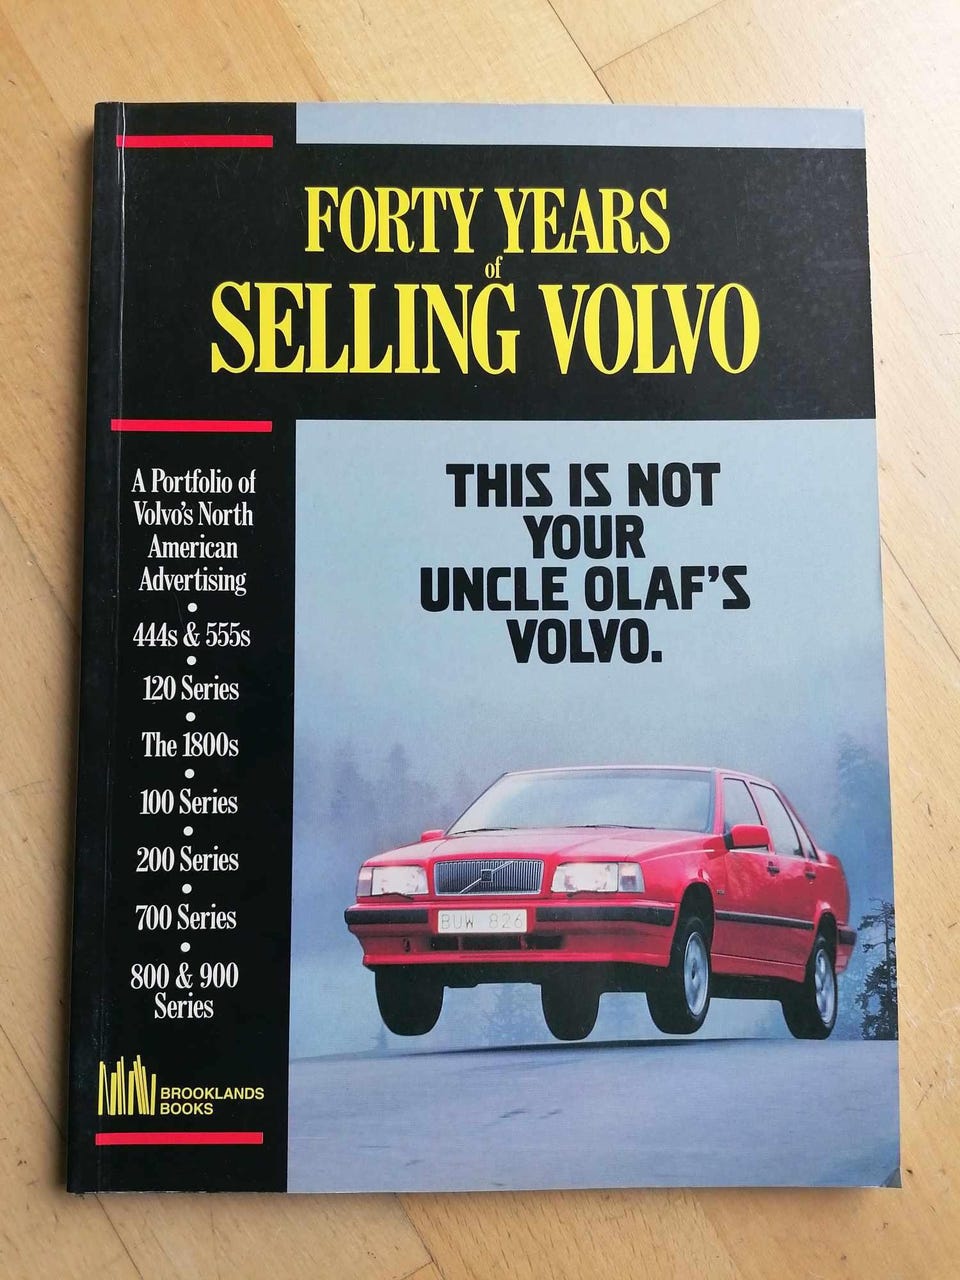 FORTY YEARS
of
SELLING VOLVO
A Portfolio of
Volvo's North
American
Advertising
•
444s & 555s
•
120 Series
•
The 1800s
•
100 Series
•
200 Series
•
700 Series
•
800 & 900
Series
BROOKLANDS
BOOKS
THIS IS NOT
YOUR
UNCLE OLAF'S
VOLVO.
BUW 826